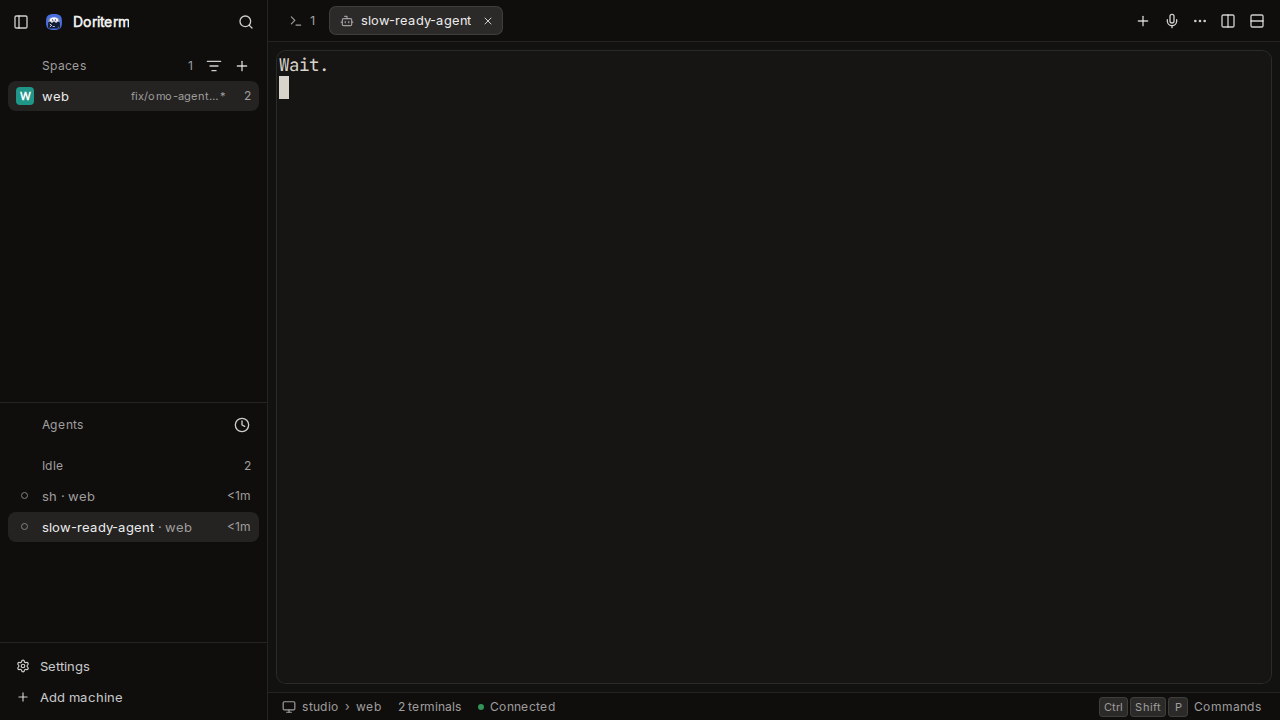 Doriterm
Spaces 1
W web fix/omo-agent...* 2
Agents
Idle 2
sh · web <1m
slow-ready-agent · web <1m
Settings
Add machine
1 slow-ready-agent
Wait.
studio › web 2 terminals Connected
Ctrl Shift P Commands